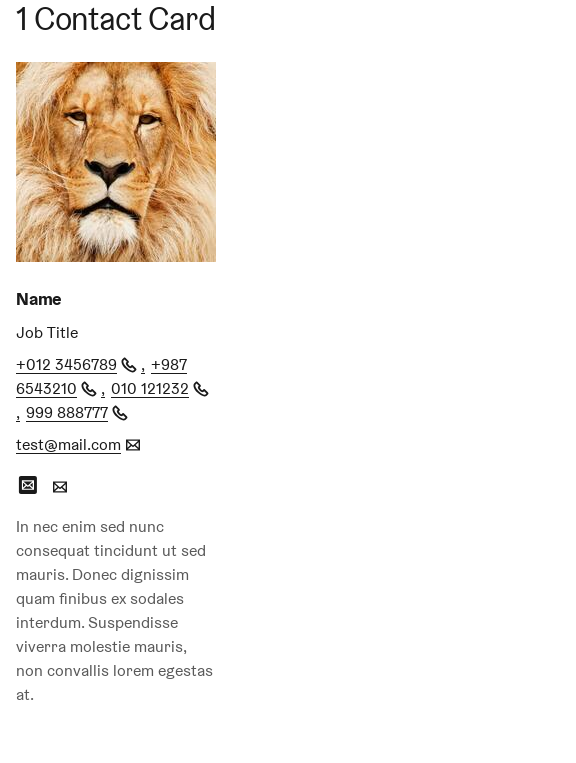 1 Contact Card
Name
Job Title
+012 3456789 , +987
6543210 , 010 121232
, 999 888777
test@mail.com
In nec enim sed nunc
consequat tincidunt ut sed
mauris. Donec dignissim
quam finibus ex sodales
interdum. Suspendisse
viverra molestie mauris,
non convallis lorem egestas
at.